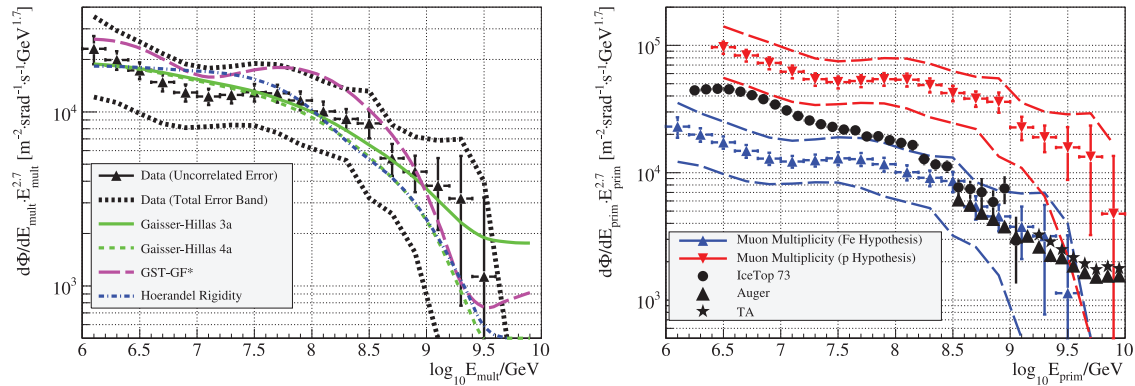 dΦ/dE_mult·E_mult^2.7 [m^-2·srad^-1·s^-1·GeV^1.7]
10^4
10^3
Data (Uncorrelated Error)
Data (Total Error Band)
Gaisser-Hillas 3a
Gaisser-Hillas 4a
GST-GF*
Hoerandel Rigidity
6 6.5 7 7.5 8 8.5 9 9.5 10
log_10 E_mult/GeV
dΦ/dE_prim·E_prim^2.7 [m^-2·srad^-1·s^-1·GeV^1.7]
10^5
10^4
10^3
Muon Multiplicity (Fe Hypothesis)
Muon Multiplicity (p Hypothesis)
IceTop 73
Auger
TA
6 6.5 7 7.5 8 8.5 9 9.5 10
log_10 E_prim/GeV